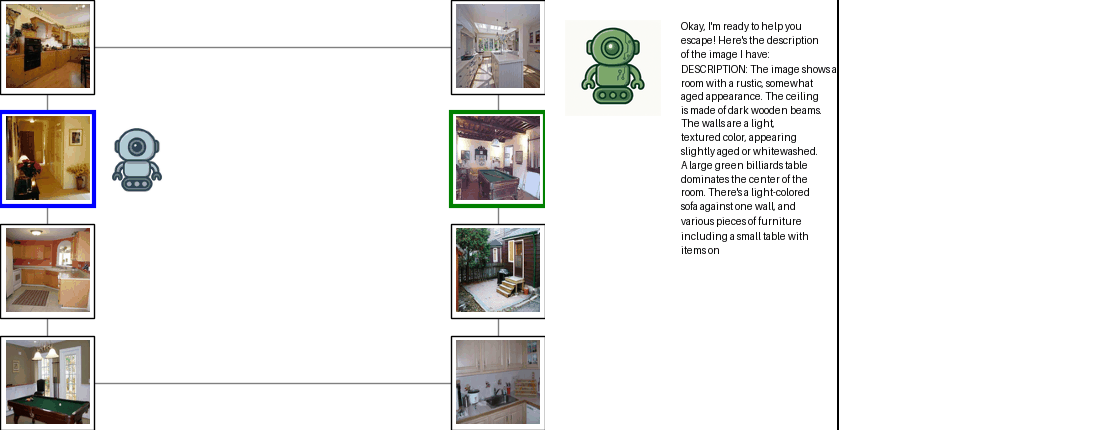 Okay, I'm ready to help you
escape! Here's the description
of the image I have:
DESCRIPTION: The image shows a
room with a rustic, somewhat
aged appearance. The ceiling
is made of dark wooden beams.
The walls are a light,
textured color, appearing
slightly aged or whitewashed.
A large green billiards table
dominates the center of the
room. There's a light-colored
sofa against one wall, and
various pieces of furniture
including a small table with
items on